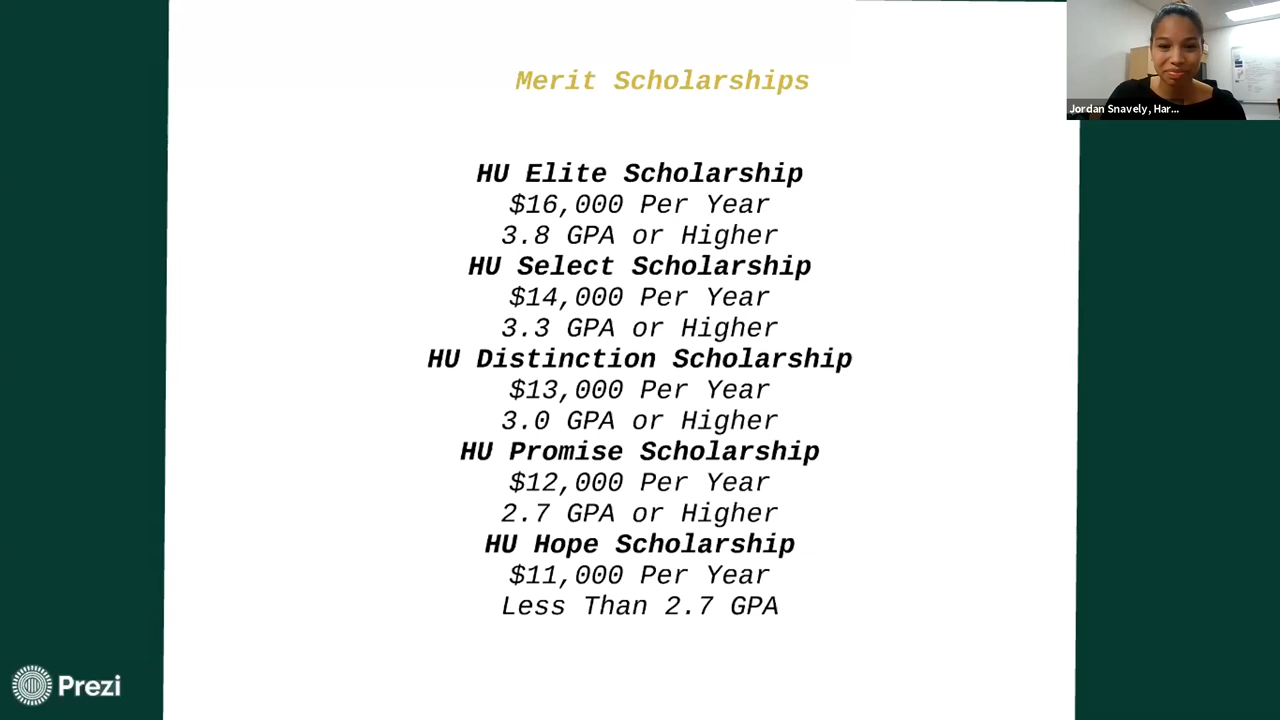 Merit Scholarships
Jordan Snavely, Har...
HU Elite Scholarship
$16,000 Per Year
3.8 GPA or Higher
HU Select Scholarship
$14,000 Per Year
3.3 GPA or Higher
HU Distinction Scholarship
$13,000 Per Year
3.0 GPA or Higher
HU Promise Scholarship
$12,000 Per Year
2.7 GPA or Higher
HU Hope Scholarship
$11,000 Per Year
Less Than 2.7 GPA
Prezi